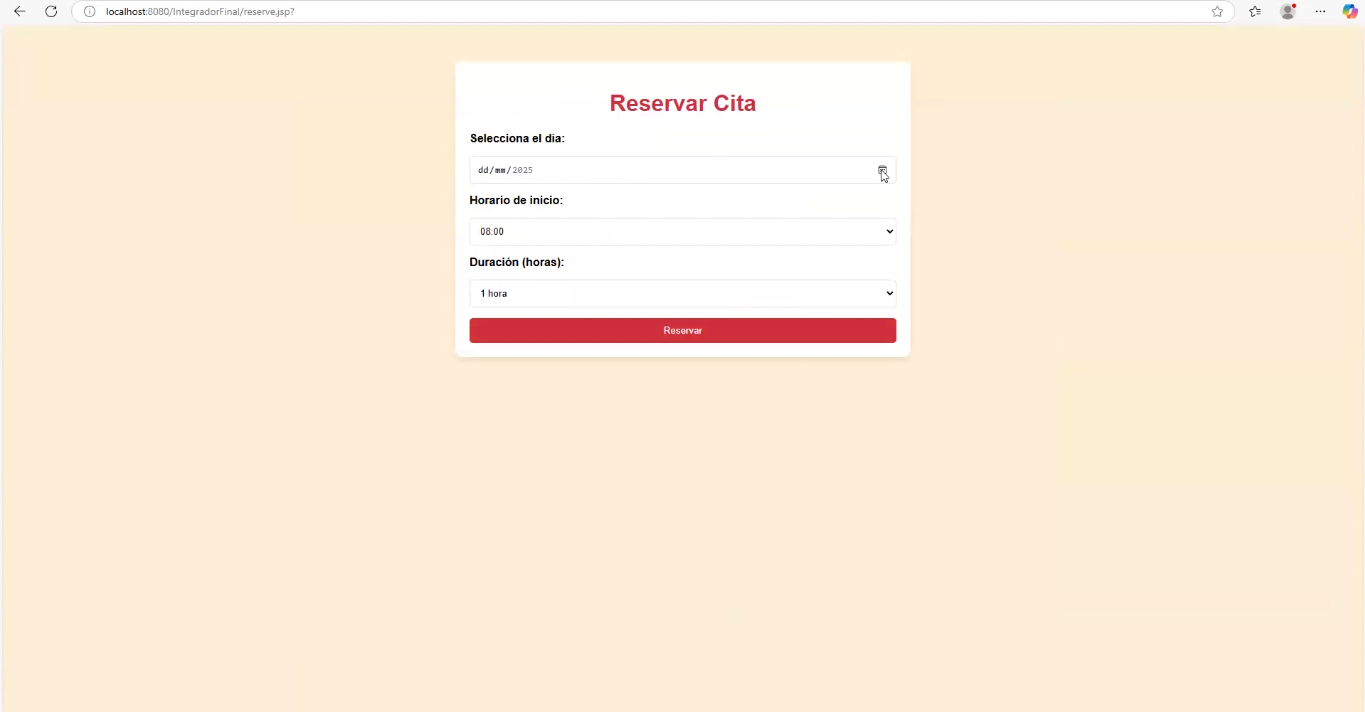 localhost:8080/IntegradorFinal/reserve.jsp?
Reservar Cita
Selecciona el día:
dd/mm/2025
Horario de inicio:
08:00
Duración (horas):
1 hora
Reservar